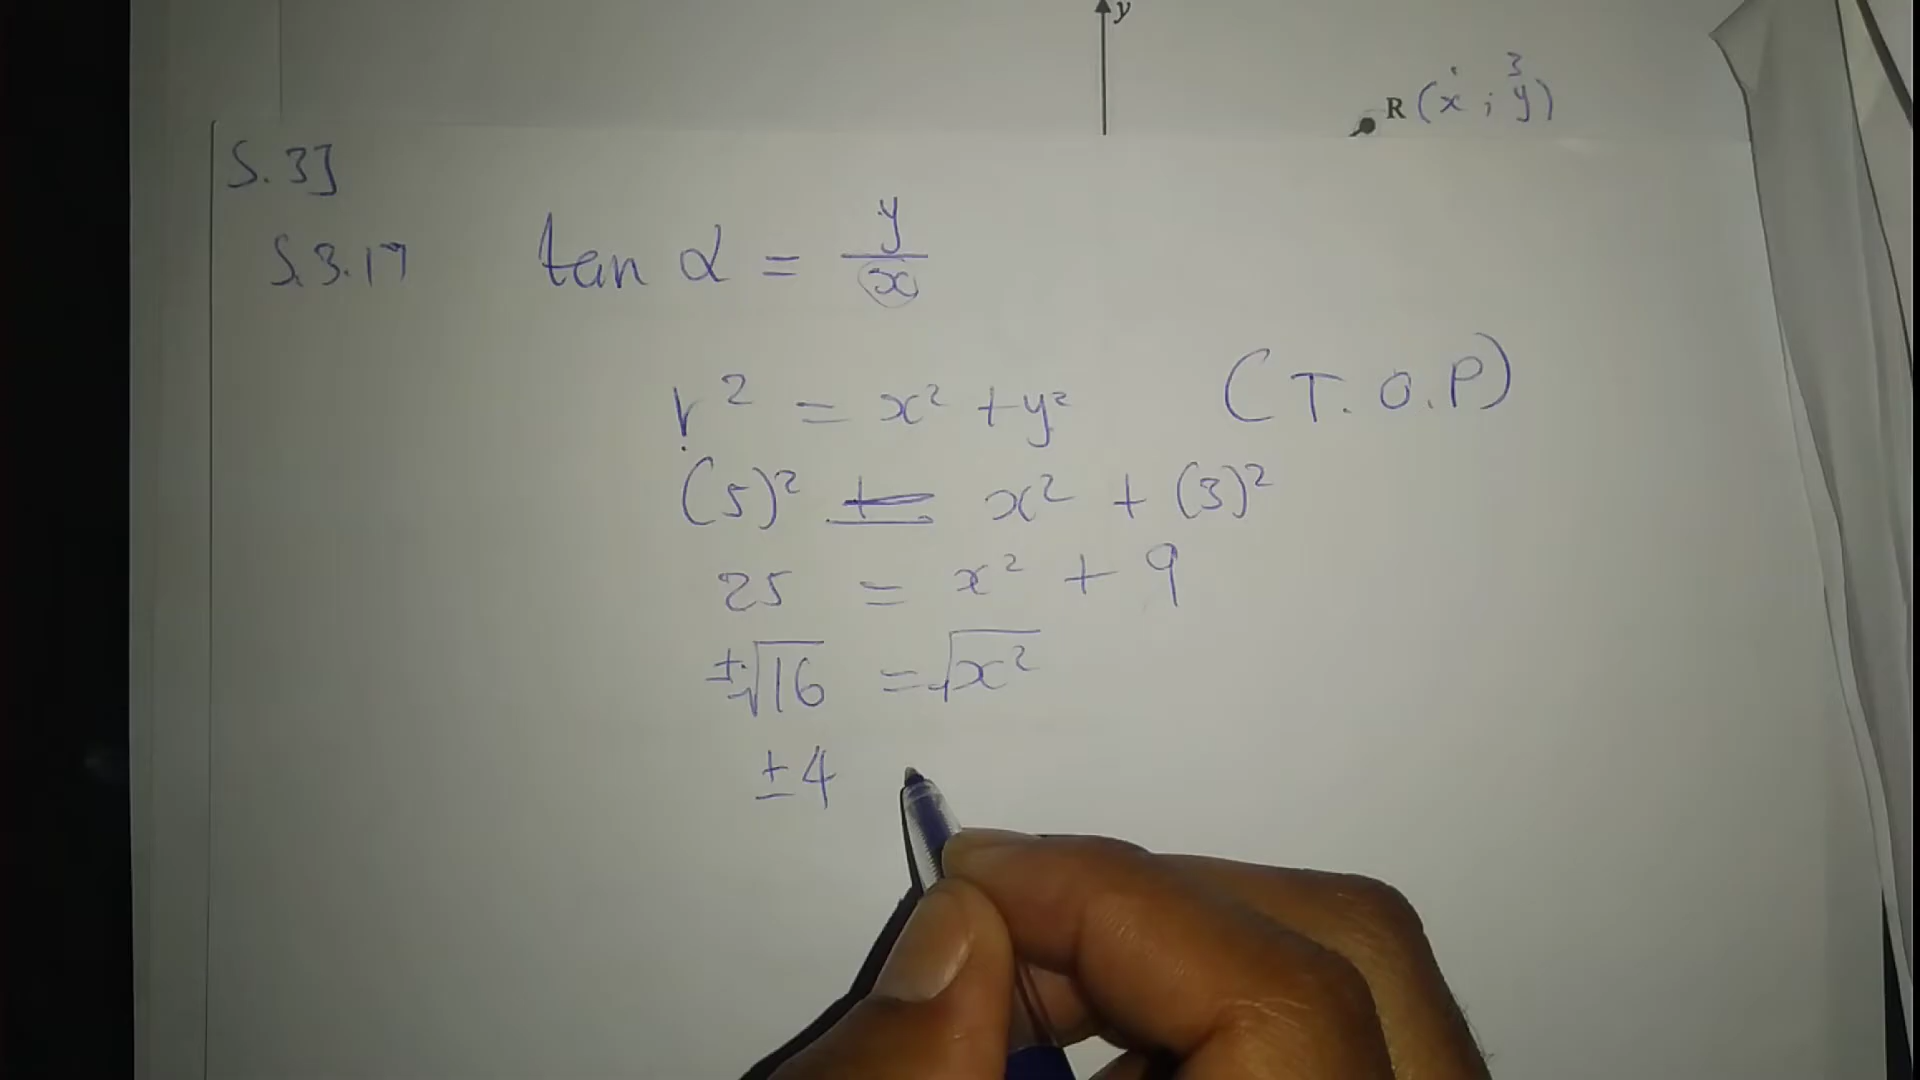 y
3
R (x ; y)
5.3]
5.3.1] tan α = y/x
r² = x² + y² (T.O.P)
(5)² = x² + (3)²
25 = x² + 9
±√16 = √x²
±4